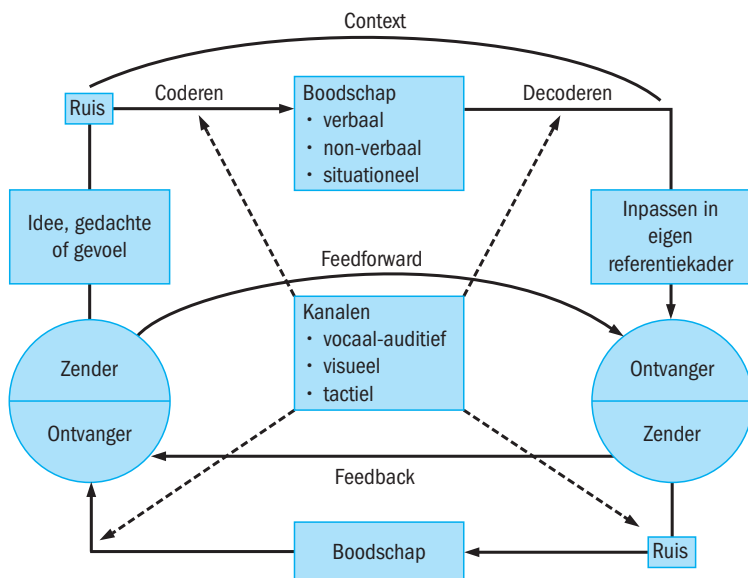 Context
Ruis
Coderen
Boodschap
• verbaal
• non-verbaal
• situationeel
Decoderen
Idee, gedachte
of gevoel
Inpassen in
eigen
referentiekader
Feedforward
Kanalen
• vocaal-auditief
• visueel
• tactiel
Zender
Ontvanger
Ontvanger
Zender
Feedback
Boodschap
Ruis